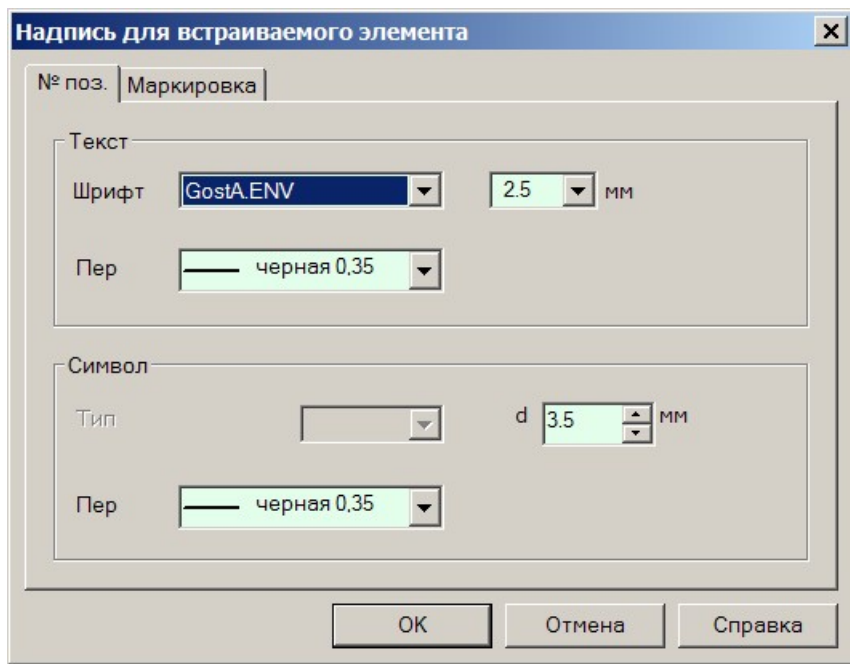 Надпись для встраиваемого элемента
№ поз. Маркировка
Текст
Шрифт GostA.ENV 2.5 мм
Пер черная 0,35
Символ
Тип d 3.5 мм
Пер черная 0,35
OK Отмена Справка